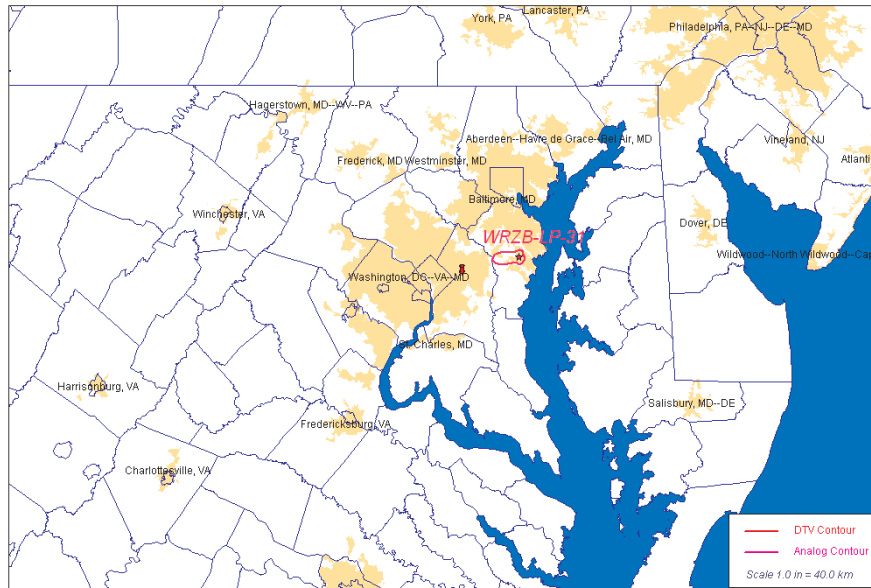 Lancaster, PA
York, PA
Philadelphia, PA--NJ--DE--MD
Hagerstown, MD--WV--PA
Aberdeen--Havre de Grace--Bel Air, MD
Vineland, NJ
Frederick, MD
Westminster, MD
Atlanti
Baltimore, MD
Winchester, VA
Dover, DE
WRZB-LP-31
Wildwood--North Wildwood--Cap
Washington, DC--VA--MD
St. Charles, MD
Harrisonburg, VA
Salisbury, MD--DE
Fredericksburg, VA
Charlottesville, VA
DTV Contour
Analog Contour
Scale 1.0 in = 40.0 km